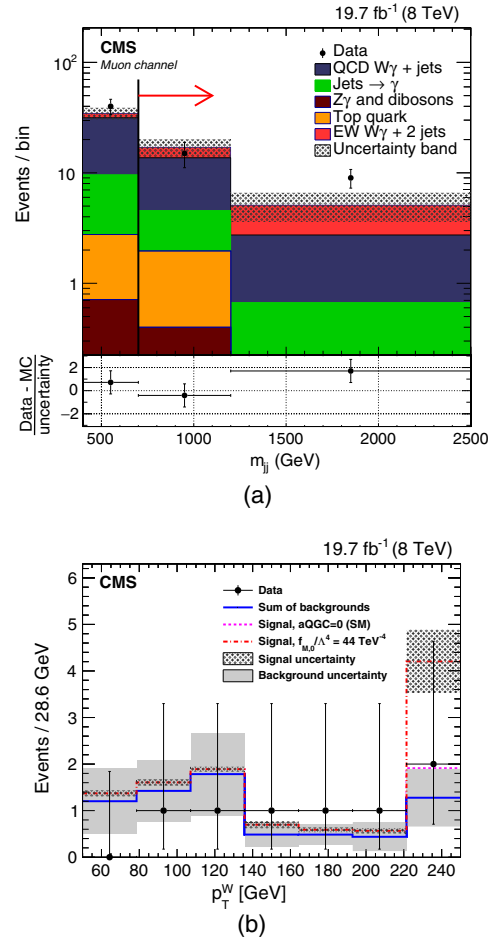 19.7 fb⁻¹ (8 TeV)
CMS
Muon channel
Data
QCD Wγ + jets
Jets → γ
Zγ and dibosons
Top quark
EW Wγ + 2 jets
Uncertainty band
Events / bin
10²
10
1
Data - MC
uncertainty
2
0
−2
500
1000
1500
2000
2500
m_jj (GeV)
(a)
19.7 fb⁻¹ (8 TeV)
CMS
Data
Sum of backgrounds
Signal, aQGC=0 (SM)
Signal, f_M,0/Λ⁴ = 44 TeV⁻⁴
Signal uncertainty
Background uncertainty
Events / 28.6 GeV
6
5
4
3
2
1
0
60 80 100 120 140 160 180 200 220 240
p_T^W [GeV]
(b)